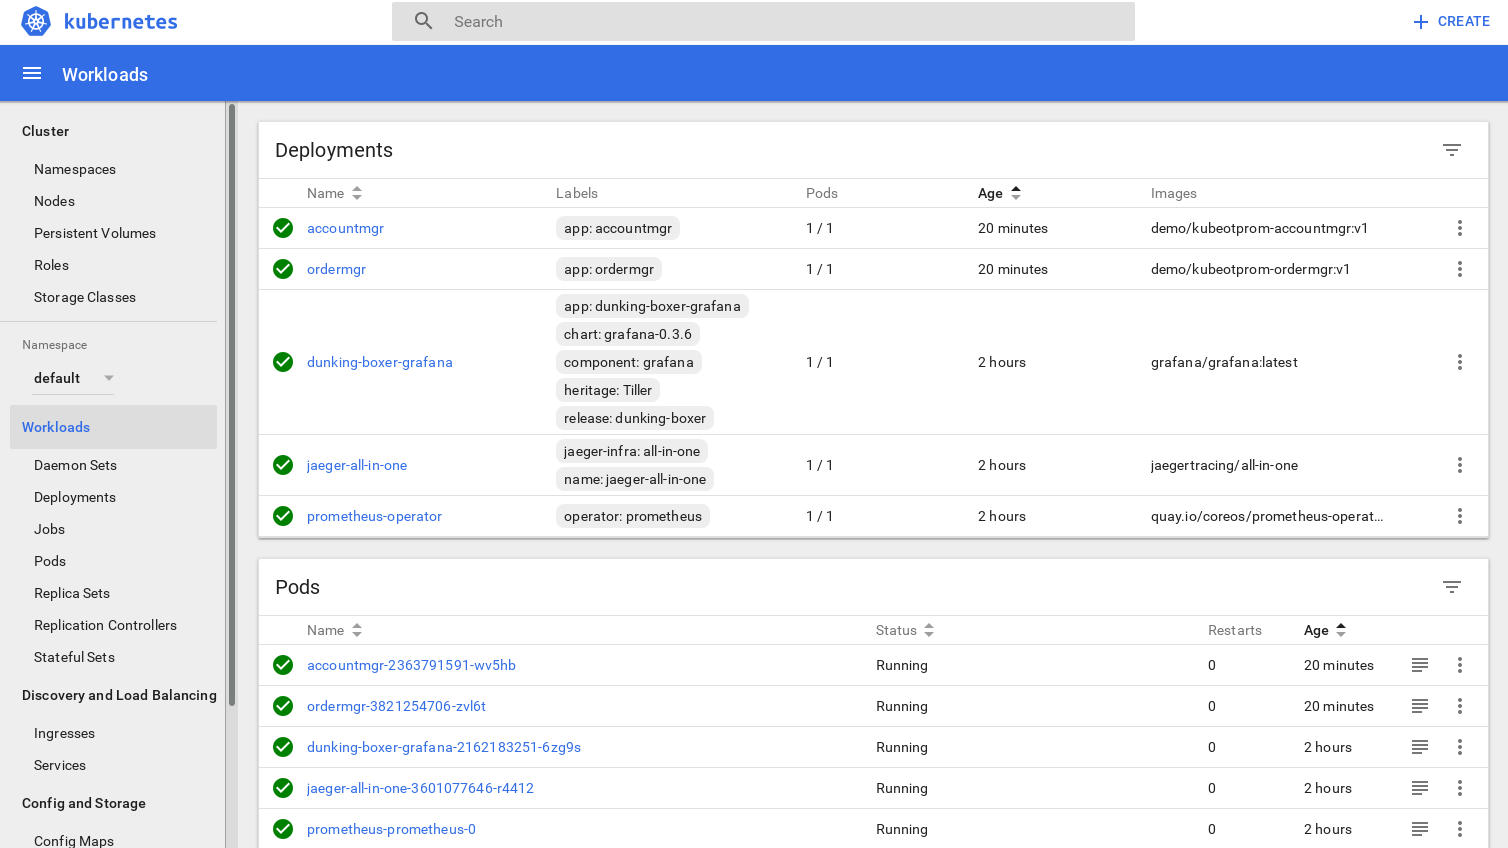 kubernetes
Search
CREATE
Workloads
Cluster
Namespaces
Nodes
Persistent Volumes
Roles
Storage Classes
Namespace
default
Workloads
Daemon Sets
Deployments
Jobs
Pods
Replica Sets
Replication Controllers
Stateful Sets
Discovery and Load Balancing
Ingresses
Services
Config and Storage
Config Maps
Deployments
Name Labels Pods Age Images
accountmgr app: accountmgr 1 / 1 20 minutes demo/kubeotprom-accountmgr:v1
ordermgr app: ordermgr 1 / 1 20 minutes demo/kubeotprom-ordermgr:v1
app: dunking-boxer-grafana
chart: grafana-0.3.6
dunking-boxer-grafana component: grafana 1 / 1 2 hours grafana/grafana:latest
heritage: Tiller
release: dunking-boxer
jaeger-infra: all-in-one
jaeger-all-in-one 1 / 1 2 hours jaegertracing/all-in-one
name: jaeger-all-in-one
prometheus-operator operator: prometheus 1 / 1 2 hours quay.io/coreos/prometheus-operat...
Pods
Name Status Restarts Age
accountmgr-2363791591-wv5hb Running 0 20 minutes
ordermgr-3821254706-zvl6t Running 0 20 minutes
dunking-boxer-grafana-2162183251-6zg9s Running 0 2 hours
jaeger-all-in-one-3601077646-r4412 Running 0 2 hours
prometheus-prometheus-0 Running 0 2 hours